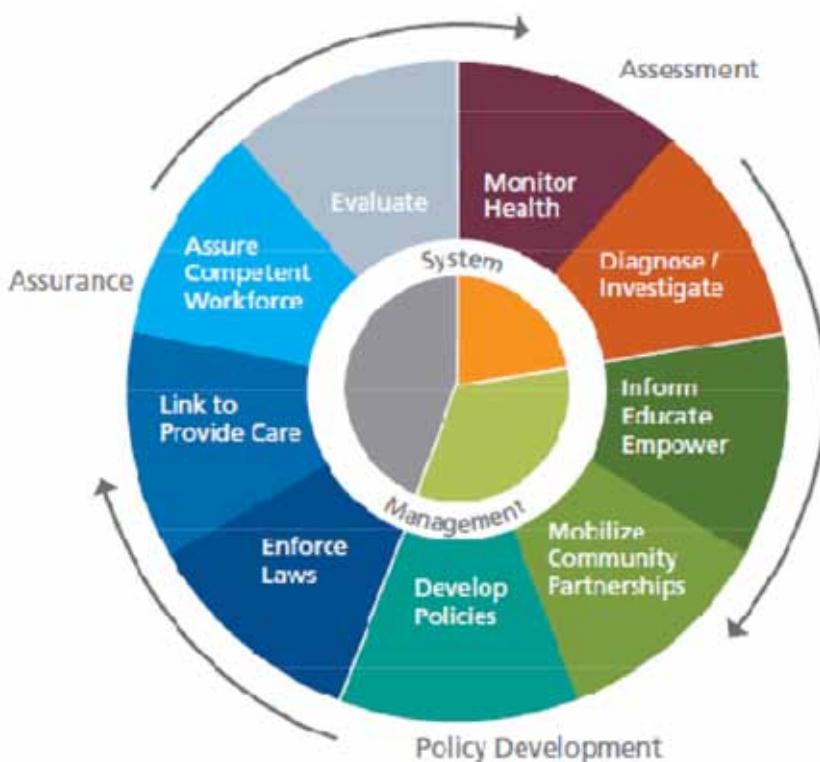 Assessment
Monitor
Health
Diagnose /
Investigate
Inform
Educate
Empower
Mobilize
Community
Partnerships
Develop
Policies
Policy Development
Enforce
Laws
Link to
Provide Care
Assurance
Assure
Competent
Workforce
Evaluate
System
Management